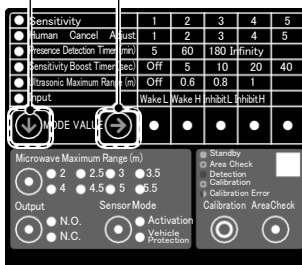 Sensitivity 1 2 3 4 5
Human Cancel Adjust 1 2 3 4 5
Presence Detection Timer (min) 5 60 180 Infinity
Sensitivity Boost Timer (sec) Off 5 10 20 40
Ultrasonic Maximum Range (m) Off 0.6 0.8 1
Input Wake L Wake H InhibitL InhibitH
MODE VALUE
Microwave Maximum Range (m)
2 2.5 3 3.5
4 4.5 5 5.5
Output Sensor Mode
N.O. Activation
N.C. Vehicle Protection
Standby
Area Check
Detection
Calibration
Calibration Error
Calibration AreaCheck